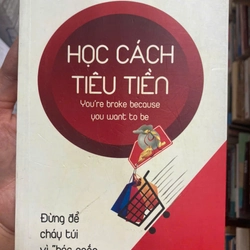 HỌC CÁCH
TIÊU TIỀN
You're broke because
you want to be
Đừng để
cháy túi